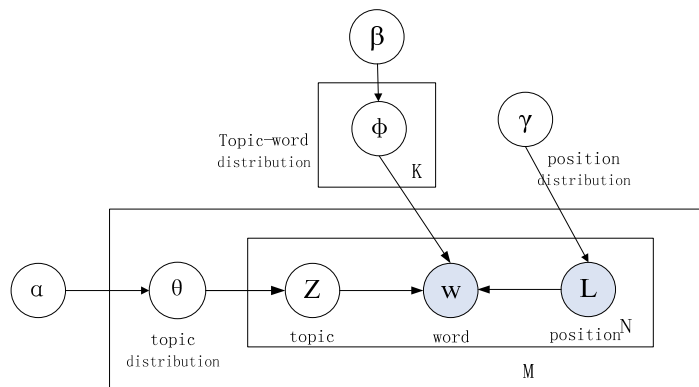 β
ϕ
Topic-word
distribution
K
γ
position
distribution
α
θ
Z
w
L
topic
distribution
topic
word
position
N
M